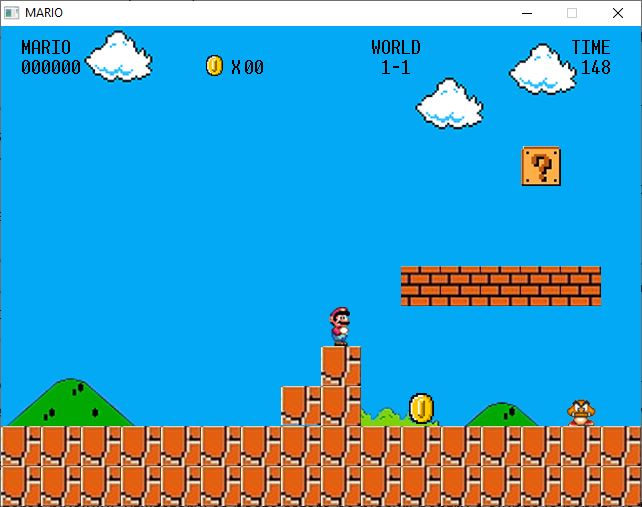 MARIO
MARIO WORLD TIME
000000 X00 1-1 148
?